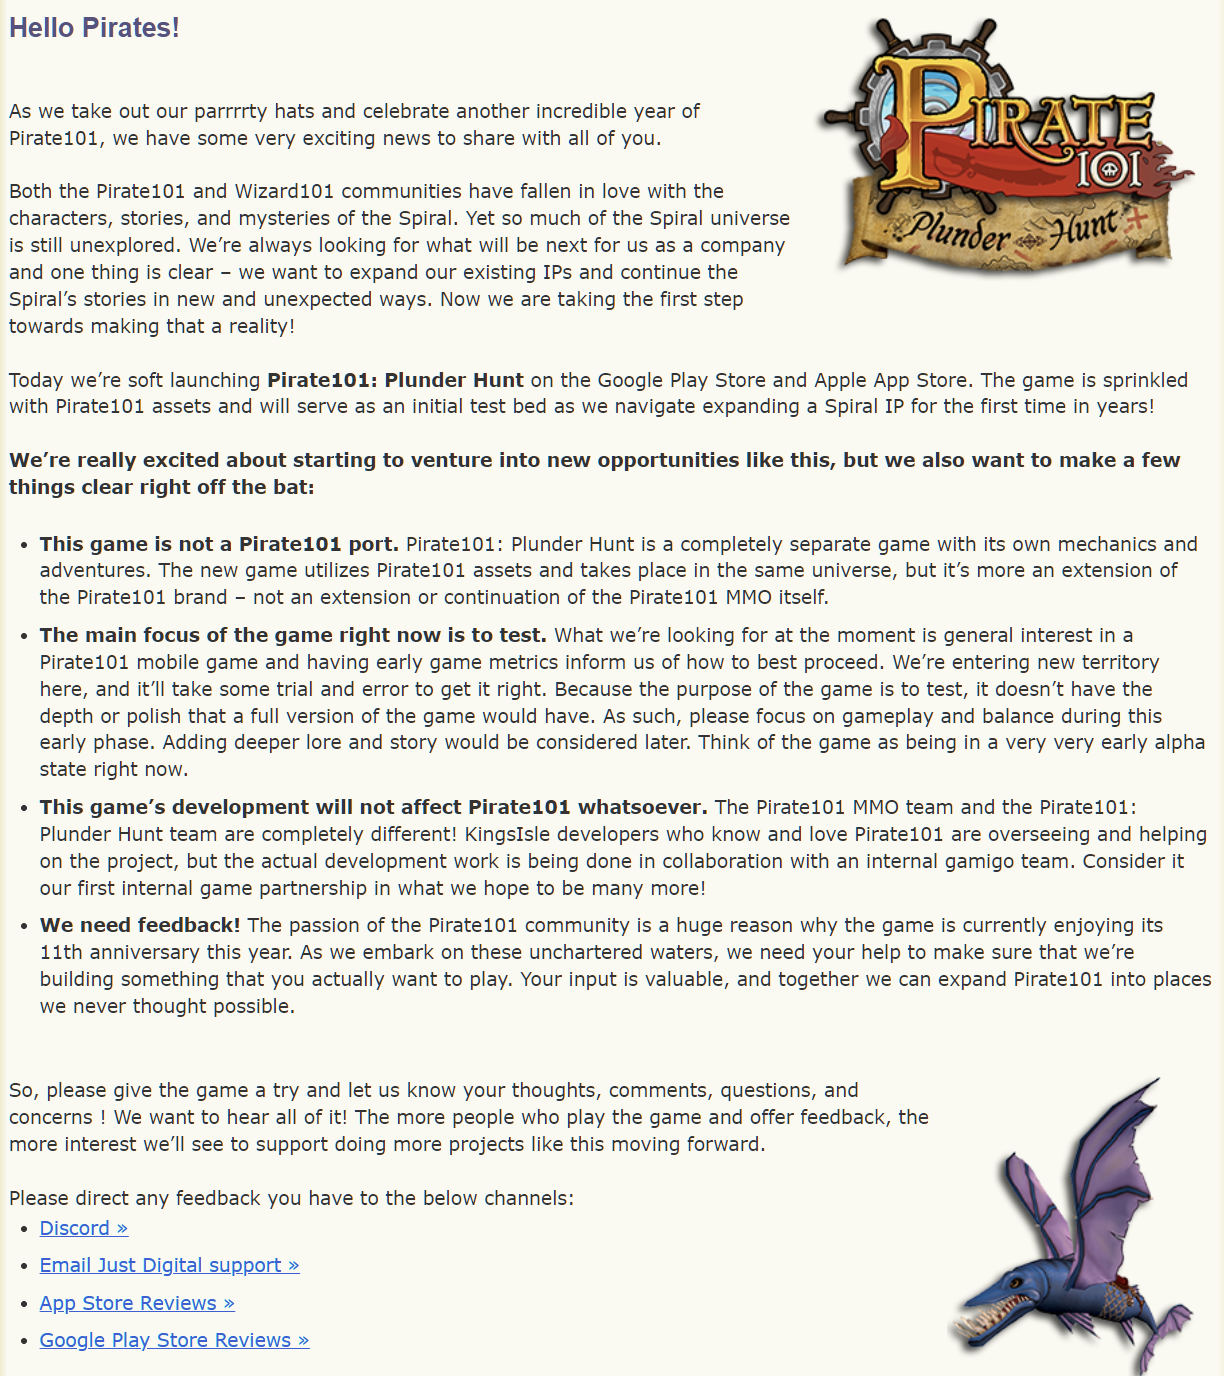 Hello Pirates!
PIRATE
101
Plunder Hunt
As we take out our parrrrty hats and celebrate another incredible year of
Pirate101, we have some very exciting news to share with all of you.
Both the Pirate101 and Wizard101 communities have fallen in love with the
characters, stories, and mysteries of the Spiral. Yet so much of the Spiral universe
is still unexplored. We’re always looking for what will be next for us as a company
and one thing is clear – we want to expand our existing IPs and continue the
Spiral’s stories in new and unexpected ways. Now we are taking the first step
towards making that a reality!
Today we’re soft launching Pirate101: Plunder Hunt on the Google Play Store and Apple App Store. The game is sprinkled
with Pirate101 assets and will serve as an initial test bed as we navigate expanding a Spiral IP for the first time in years!
We’re really excited about starting to venture into new opportunities like this, but we also want to make a few
things clear right off the bat:
• This game is not a Pirate101 port. Pirate101: Plunder Hunt is a completely separate game with its own mechanics and
adventures. The new game utilizes Pirate101 assets and takes place in the same universe, but it’s more an extension of
the Pirate101 brand – not an extension or continuation of the Pirate101 MMO itself.
• The main focus of the game right now is to test. What we’re looking for at the moment is general interest in a
Pirate101 mobile game and having early game metrics inform us of how to best proceed. We’re entering new territory
here, and it’ll take some trial and error to get it right. Because the purpose of the game is to test, it doesn’t have the
depth or polish that a full version of the game would have. As such, please focus on gameplay and balance during this
early phase. Adding deeper lore and story would be considered later. Think of the game as being in a very very early alpha
state right now.
• This game’s development will not affect Pirate101 whatsoever. The Pirate101 MMO team and the Pirate101:
Plunder Hunt team are completely different! KingsIsle developers who know and love Pirate101 are overseeing and helping
on the project, but the actual development work is being done in collaboration with an internal gamigo team. Consider it
our first internal game partnership in what we hope to be many more!
• We need feedback! The passion of the Pirate101 community is a huge reason why the game is currently enjoying its
11th anniversary this year. As we embark on these unchartered waters, we need your help to make sure that we’re
building something that you actually want to play. Your input is valuable, and together we can expand Pirate101 into places
we never thought possible.
So, please give the game a try and let us know your thoughts, comments, questions, and
concerns ! We want to hear all of it! The more people who play the game and offer feedback, the
more interest we’ll see to support doing more projects like this moving forward.
Please direct any feedback you have to the below channels:
• Discord »
• Email Just Digital support »
• App Store Reviews »
• Google Play Store Reviews »